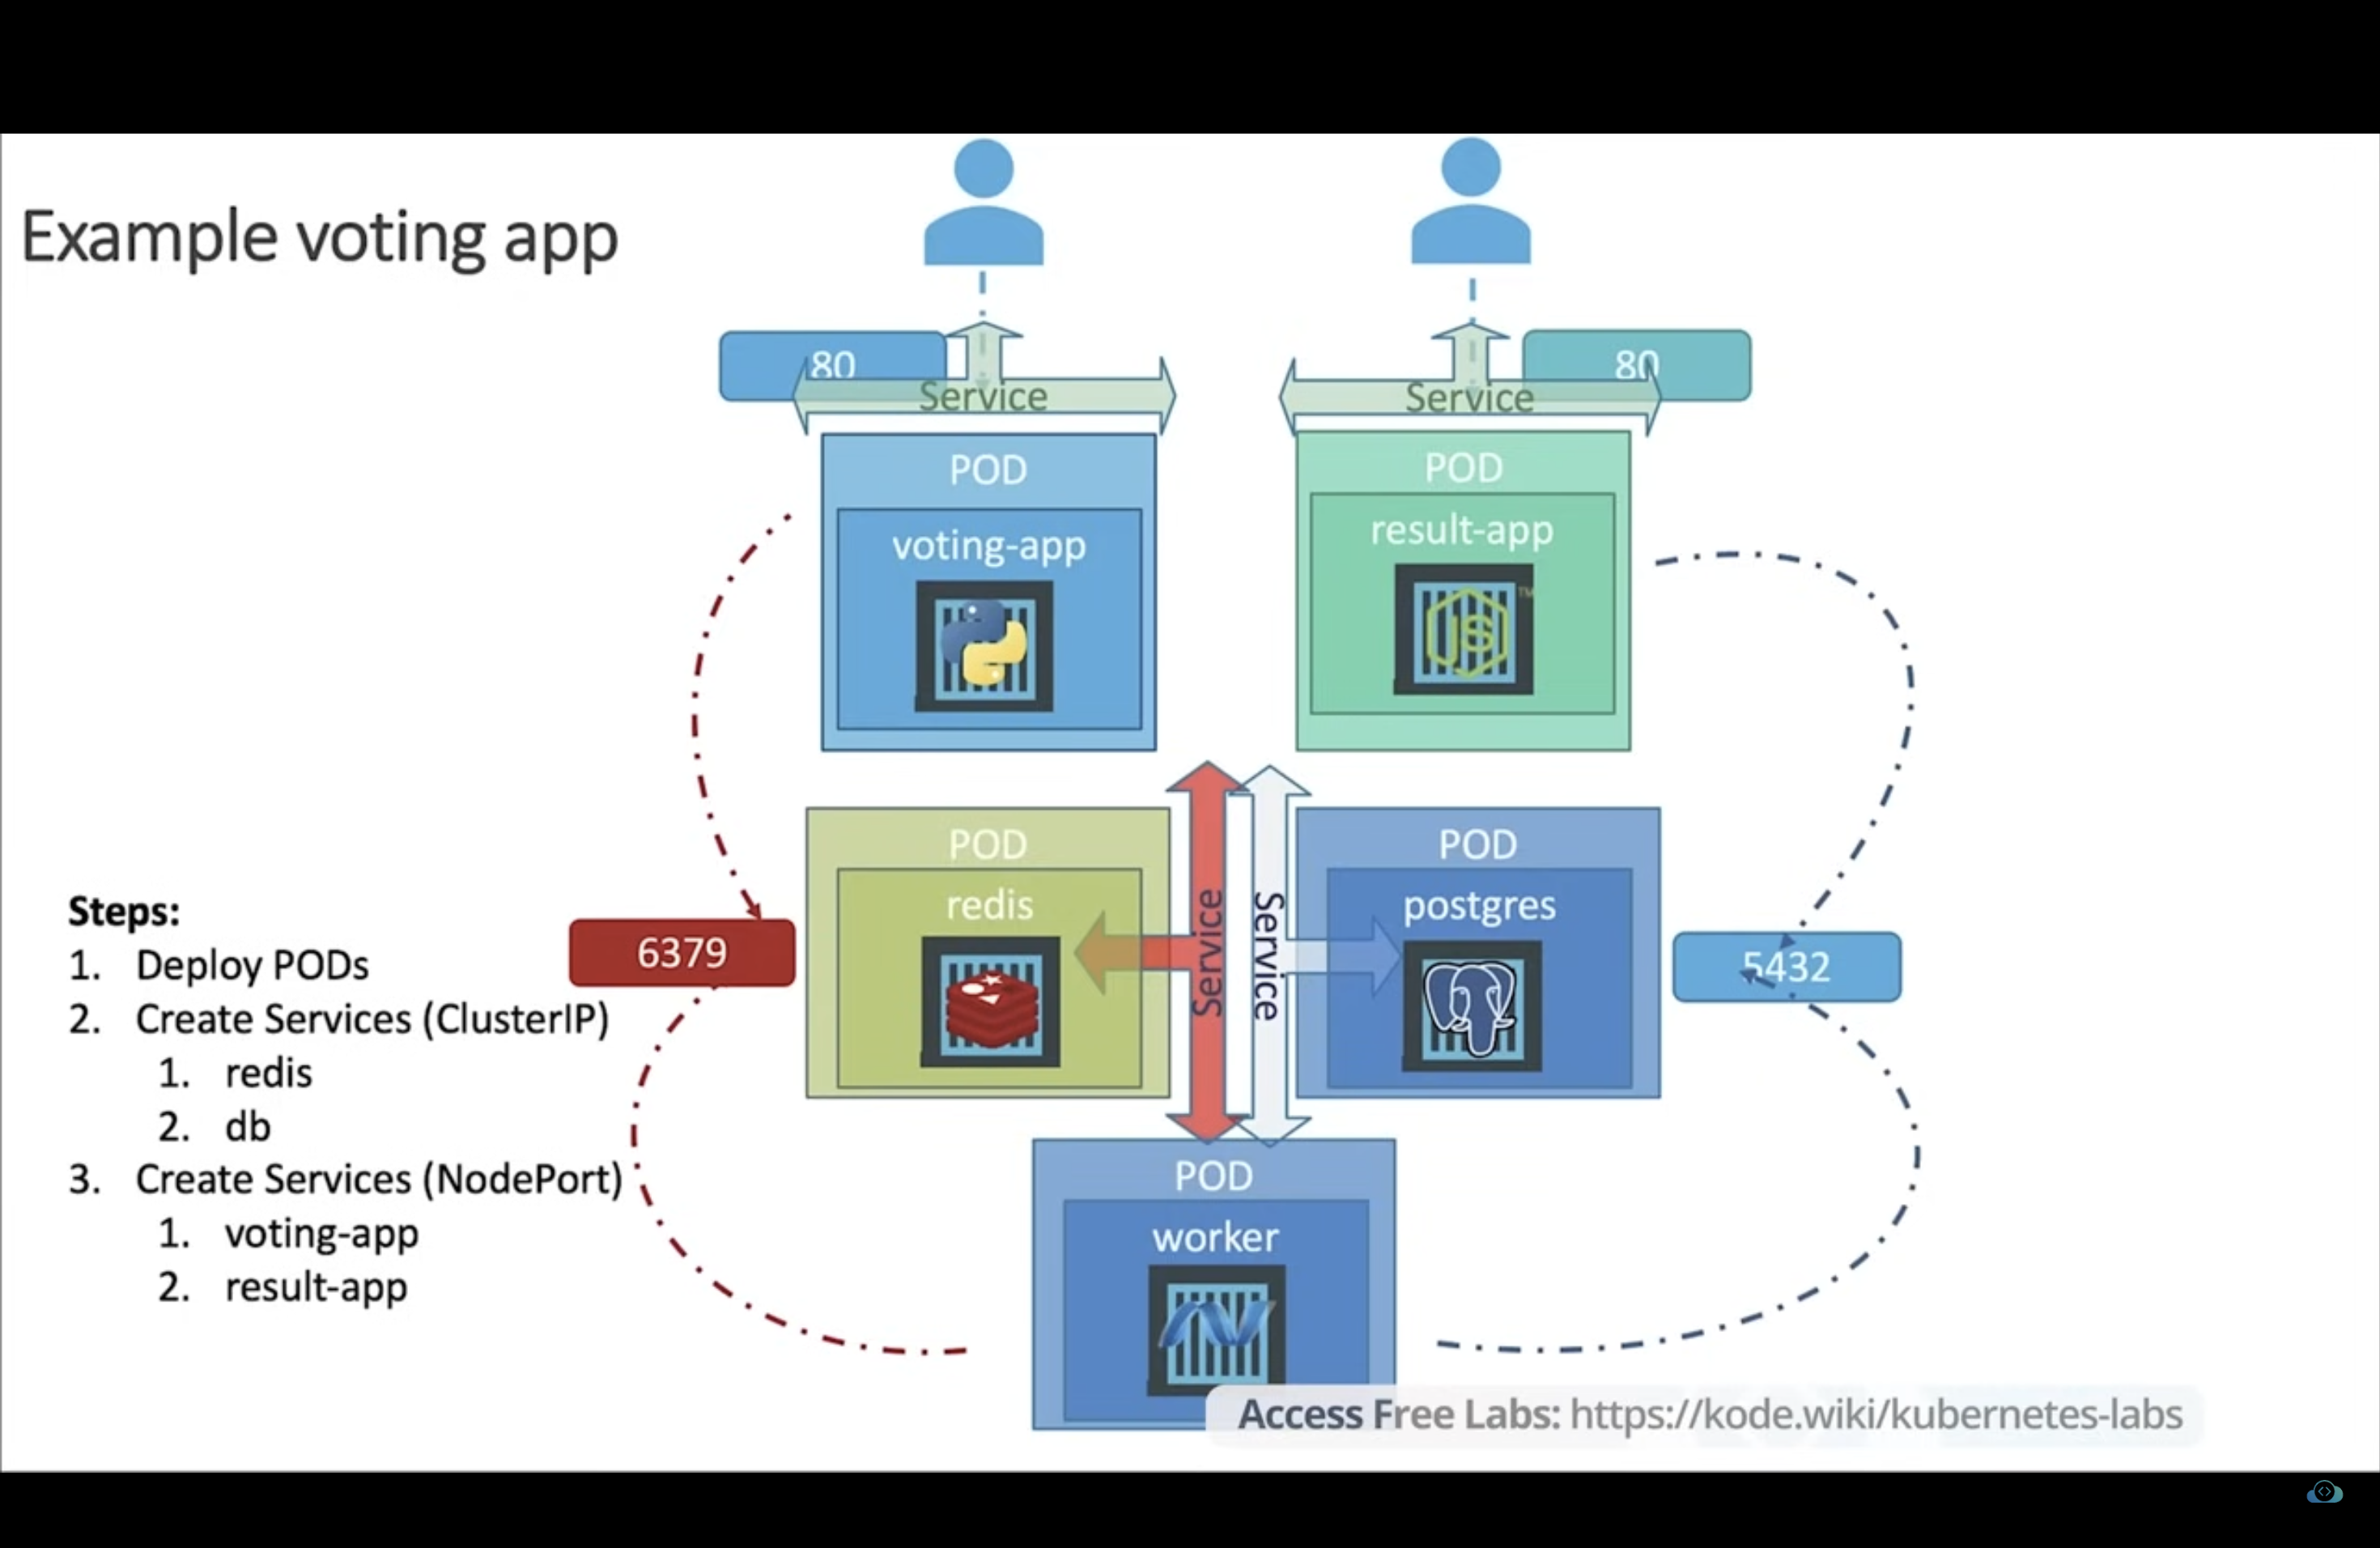 Example voting app
80
Service
80
Service
POD
voting-app
POD
result-app
TM
JS
POD
redis
Service
Service
POD
postgres
6379
5432
Steps:
1. Deploy PODs
2. Create Services (ClusterIP)
1. redis
2. db
3. Create Services (NodePort)
1. voting-app
2. result-app
POD
worker
Access Free Labs: https://kode.wiki/kubernetes-labs